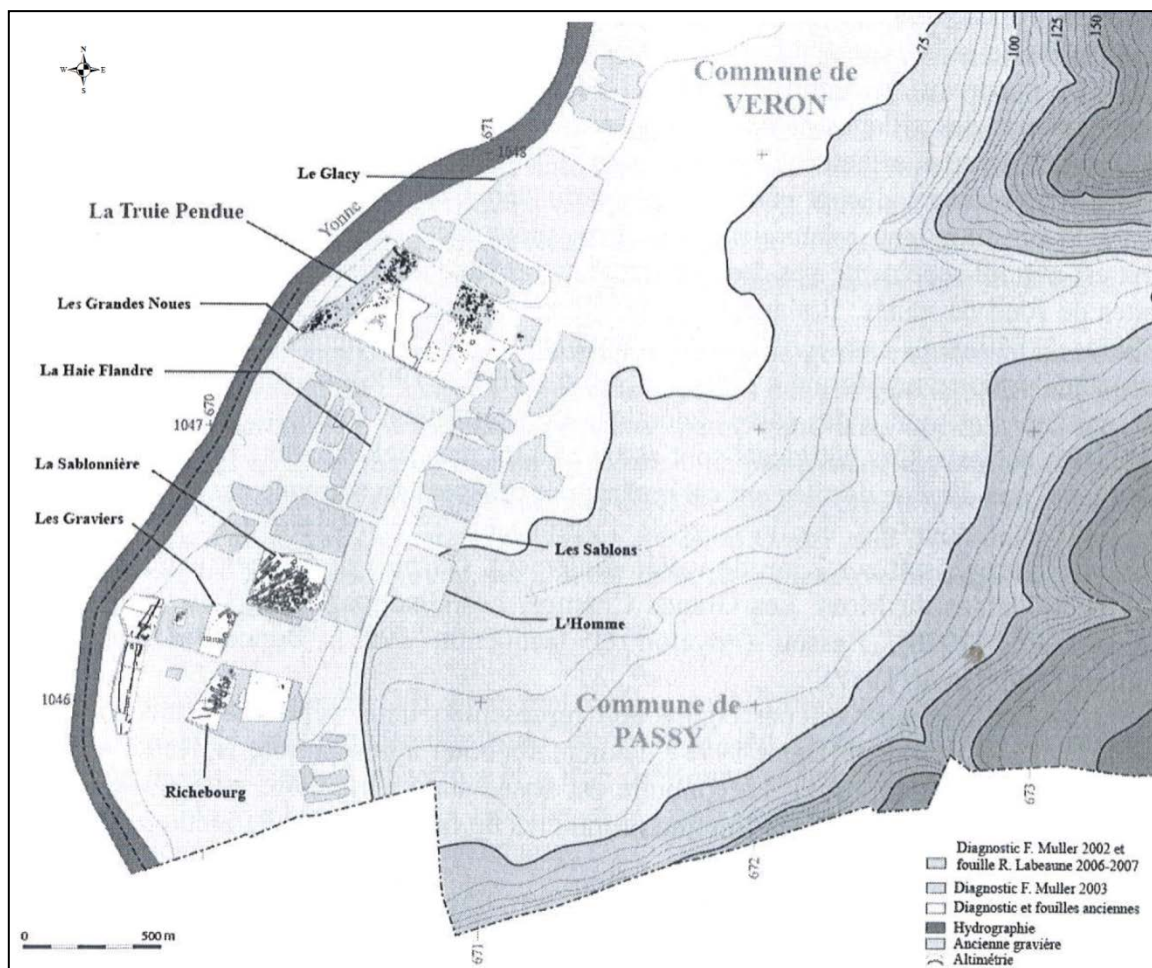 N
W E
S
75
100
125
150
Commune de
VERON
671
1048
Le Glacy
La Truie Pendue
Yonne
Les Grandes Noues
La Haie Flandre
670
1047
La Sablonnière
Les Graviers
Les Sablons
L'Homme
1046
Commune de
PASSY
Richebourg
673
672
671
Diagnostic F. Muller 2002 et
fouille R. Labeaune 2006-2007
Diagnostic F. Muller 2003
Diagnostic et fouilles anciennes
Hydrographie
Ancienne gravière
Altimétrie
0 500 m